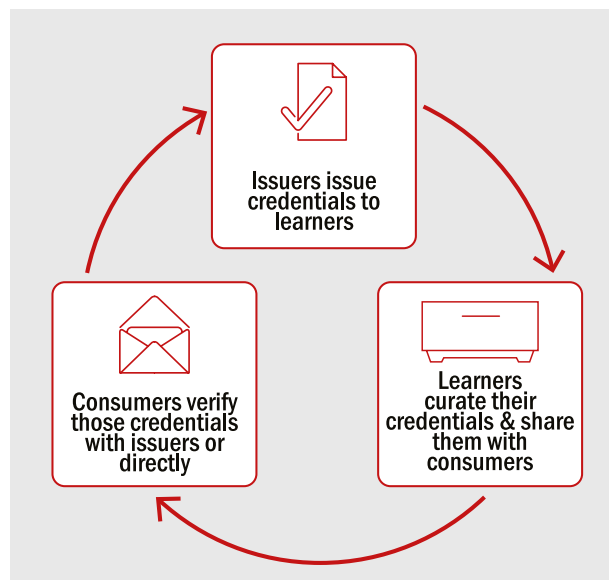 Issuers issue
credentials to
learners
Learners
curate their
credentials & share
them with
consumers
Consumers verify
those credentials
with issuers or
directly